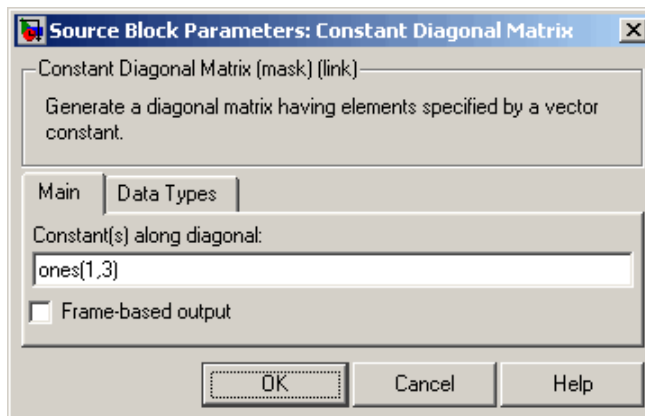 Source Block Parameters: Constant Diagonal Matrix
Constant Diagonal Matrix (mask) (link)
Generate a diagonal matrix having elements specified by a vector
constant.
Main Data Types
Constant(s) along diagonal:
ones(1,3)
Frame-based output
OK Cancel Help